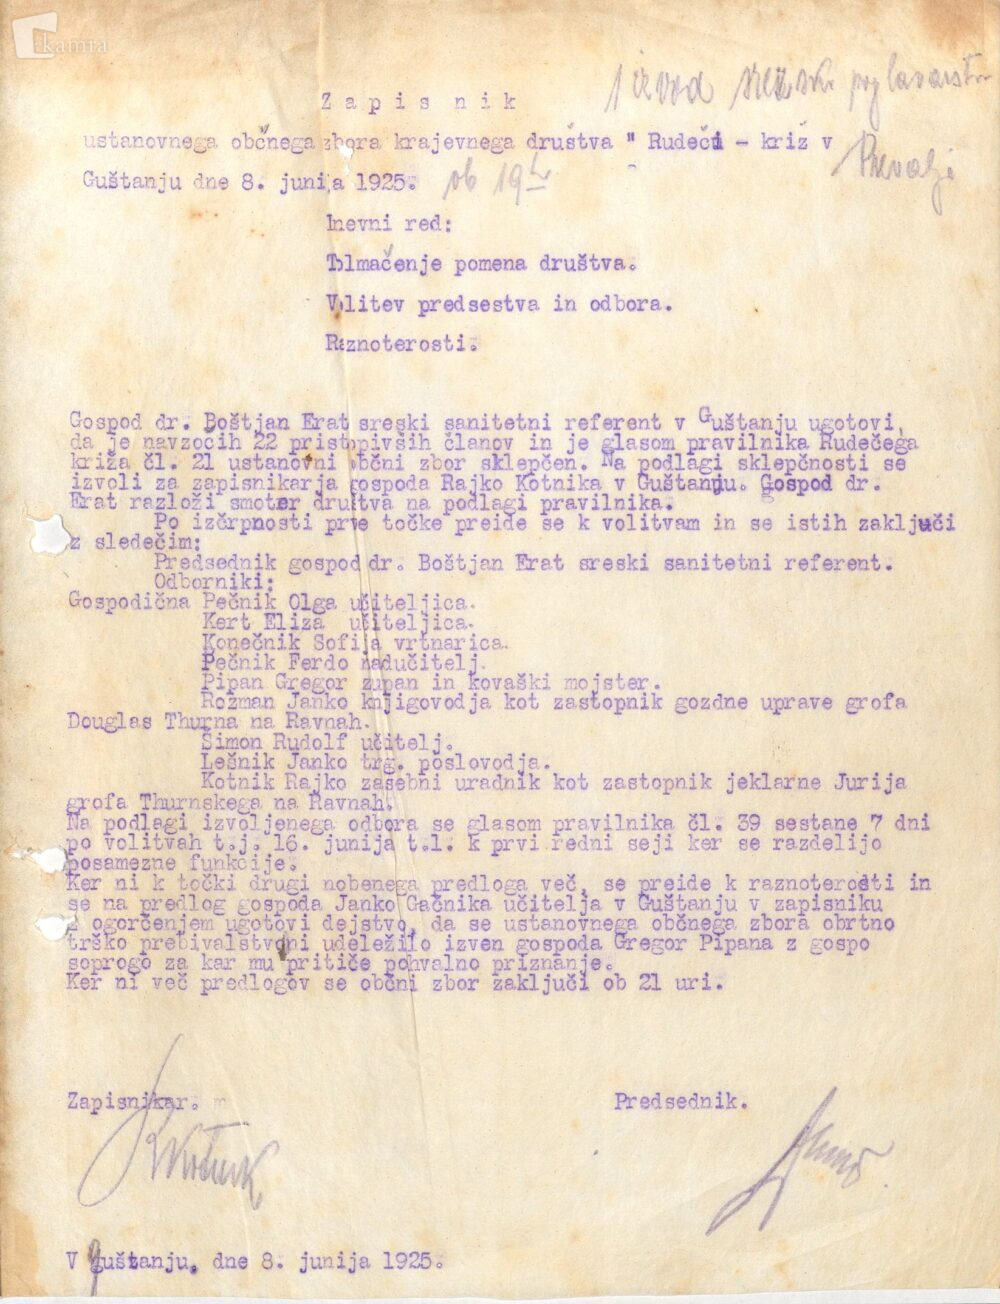 kamra
1 izvod
Z a p i s n i k
ustanovnega občnega zbora krajevnega društva " Rudeči - križ v
Prevalje
Guštanju dne 8. junija 1925. ob 19h
Dnevni red:
Tolmačenje pomena društva.
Volitev predsestva in odbora.
Raznoterosti.
Gospod dr. Boštjan Erat sreski sanitetni referent v Guštanju ugotovi,
da je navzočih 22 pristopivših članov in je glasom pravilnika Rudečega
križa čl. 21 ustanovni občni zbor sklepčen. Na podlagi sklepčnosti se
izvoli za zapisnikarja gospoda Rajko Kotnika v Guštanju. Gospod dr.
Erat razloži smoter društva na podlagi pravilnika.
Po izčrpnosti prve točke preide se k volitvam in se istih zaključi
z sledečim:
Predsednik gospod dr. Boštjan Erat sreski sanitetni referent.
Odborniki:
Gospodična Pečnik Olga učiteljica.
Kert Eliza učiteljica.
Konečnik Sofija vrtnarica.
Pečnik Ferdo nadučitelj.
Pipan Gregor župan in kovaški mojster.
Rožman Janko knjigovodja kot zastopnik gozdne uprave grofa
Douglas Thurna na Ravnah.
Šimon Rudolf učitelj.
Lešnik Janko trg. poslovodja.
Kotnik Rajko zasebni uradnik kot zastopnik jeklarne Jurija
grofa Thurnskega na Ravnah.
Na podlagi izvoljenega odbora se glasom pravilnika čl. 39 sestane 7 dni
po volitvah t.j. 16. junija t.l. k prvi redni seji ker se razdelijo
posamezne funkcije.
Ker ni k točki drugi nobenega predloga več, se preide k raznoterosti in
se na predlog gospoda Janko Gačnika učitelja v Guštanju v zapisniku
z ogorčenjem ugotovi dejstvo, da se ustanovnega občnega zbora obrtno
trško prebivalstvo ni udeležilo izven gospoda Gregor Pipana z gospo
soprogo za kar mu pritiče pohvalno priznanje.
Ker ni več predlogov se občni zbor zaključi ob 21 uri.
Zapisnikar. Predsednik.
RKotnik
V Guštanju, dne 8. junija 1925.